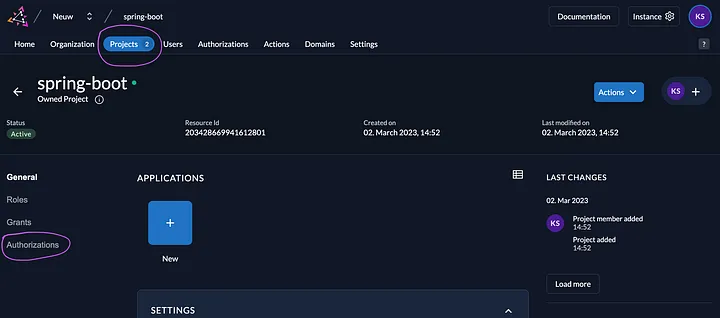 Neuw / spring-boot Documentation Instance KS
Home Organization Projects 2 Users Authorizations Actions Domains Settings ?
spring-boot
Owned Project
Actions KS +
Status Resource Id Created on Last modified on
Active 203428669941612801 02. March 2023, 14:52 02. March 2023, 14:52
General APPLICATIONS LAST CHANGES
Roles
02. Mar 2023
Grants
KS Project member added
14:52
Authorizations
Project added
14:52
+
New
Load more
SETTINGS